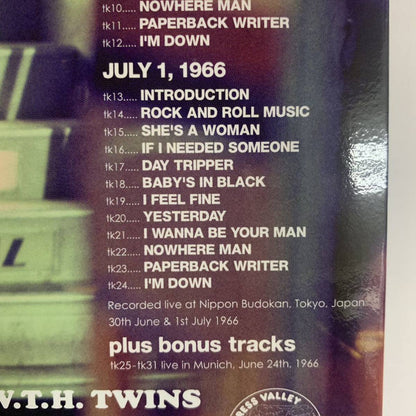 tk10..... NOWHERE MAN
tk11..... PAPERBACK WRITER
tk12..... I'M DOWN
JULY 1, 1966
tk13..... INTRODUCTION
tk14..... ROCK AND ROLL MUSIC
tk15..... SHE'S A WOMAN
tk16..... IF I NEEDED SOMEONE
tk17..... DAY TRIPPER
tk18..... BABY'S IN BLACK
tk19..... I FEEL FINE
tk20..... YESTERDAY
tk21..... I WANNA BE YOUR MAN
tk22..... NOWHERE MAN
tk23..... PAPERBACK WRITER
tk24..... I'M DOWN
Recorded live at Nippon Budokan, Tokyo, Japan
30th June & 1st July 1966
plus bonus tracks
tk25-tk31 live in Munich, June 24th, 1966
W.T.H. TWINS
RESS VALLEY